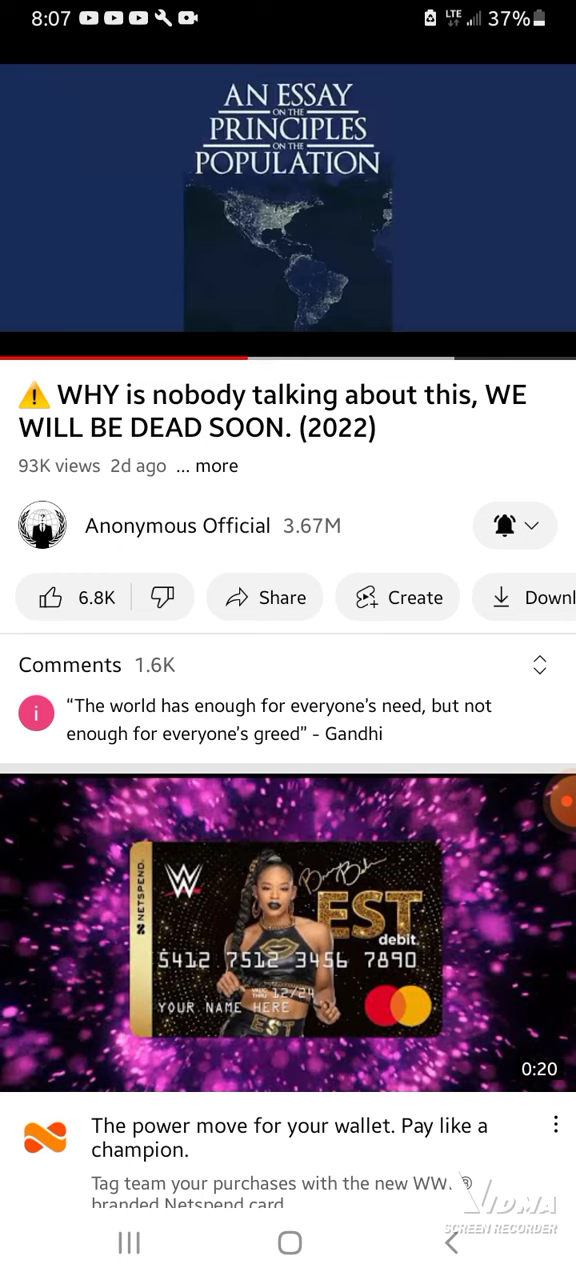 8:07
LTE
37%
AN ESSAY
ON THE
PRINCIPLES
ON THE
POPULATION
⚠️ WHY is nobody talking about this, WE
WILL BE DEAD SOON. (2022)
93K views 2d ago ... more
Anonymous Official 3.67M
6.8K
Share
Create
Downl
Comments 1.6K
i
“The world has enough for everyone's need, but not
enough for everyone's greed” - Gandhi
NETSPEND
W
EST
debit
5412 7512 3456 7890
12/24
YOUR NAME HERE
EST
0:20
The power move for your wallet. Pay like a
champion.
Tag team your purchases with the new WW.
branded Netspend card
VIDMA
SCREEN RECORDER